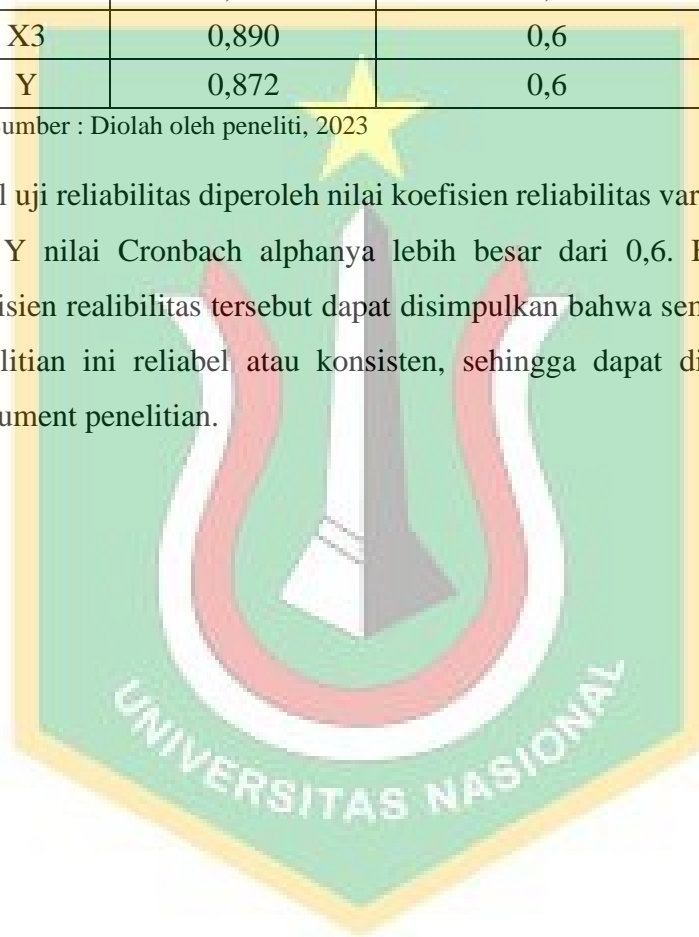 X3 0,890 0,6
Y 0,872 0,6
umber : Diolah oleh peneliti, 2023
l uji reliabilitas diperoleh nilai koefisien reliabilitas var
Y nilai Cronbach alphanya lebih besar dari 0,6.
isien realibilitas tersebut dapat disimpulkan bahwa sem
litian ini reliabel atau konsisten, sehingga dapat di
ument penelitian.
UNIVERSITAS NASIONAL